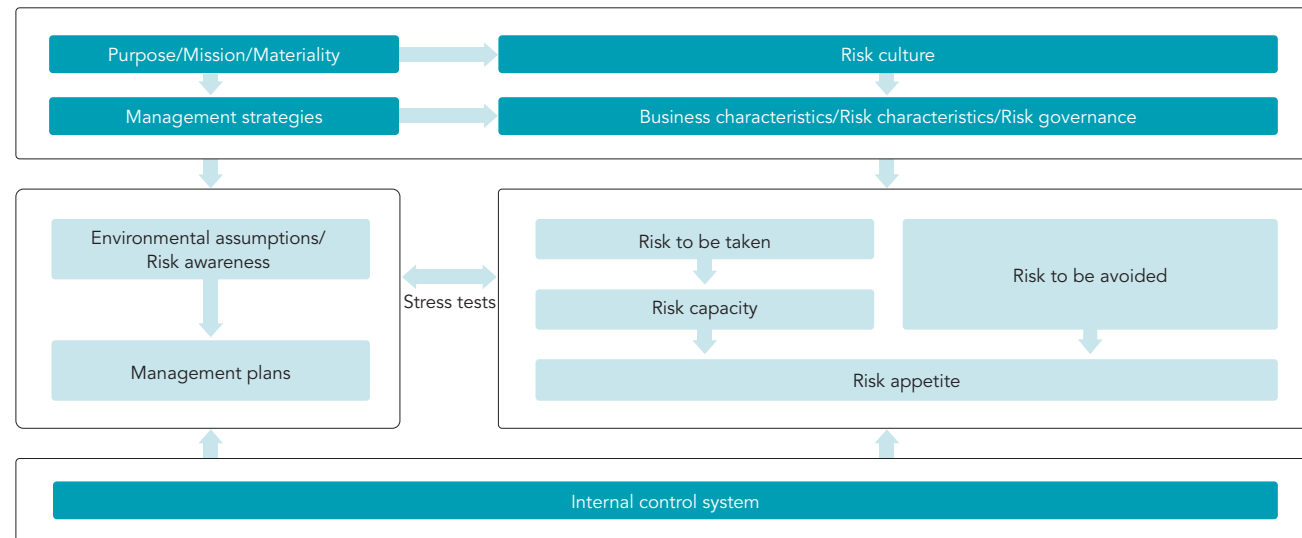 Purpose/Mission/Materiality
Risk culture
Management strategies
Business characteristics/Risk characteristics/Risk governance
Environmental assumptions/
Risk awareness
Management plans
Stress tests
Risk to be taken
Risk capacity
Risk to be avoided
Risk appetite
Internal control system